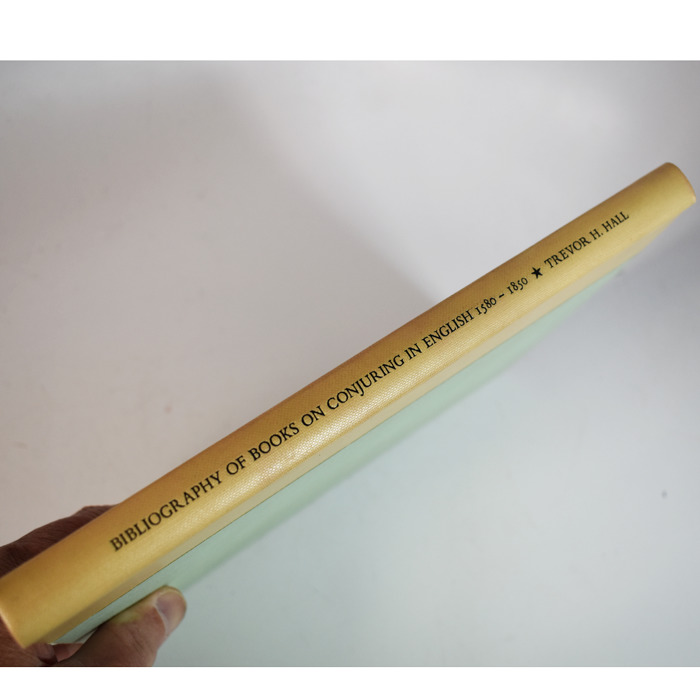 BIBLIOGRAPHY OF BOOKS ON CONJURING IN ENGLISH 1580 – 1850 ★ TREVOR H. HALL